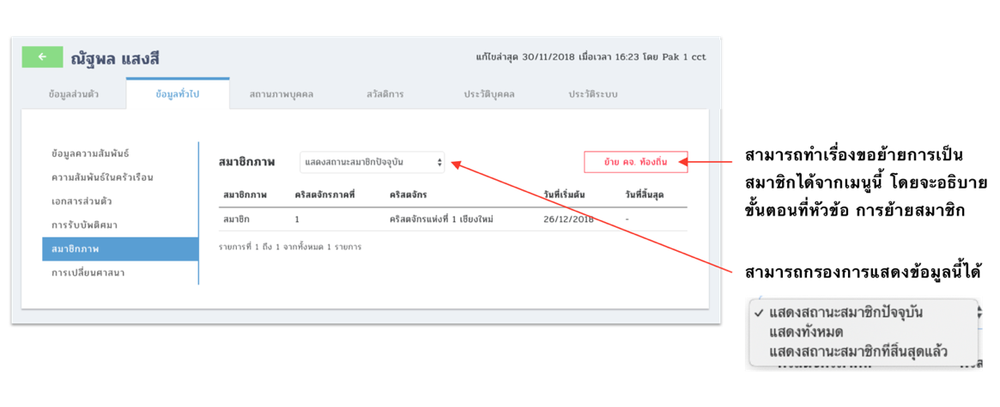 ณัฐพล แสงสี
แก้ไขล่าสุด 30/11/2018 เมื่อเวลา 16:23 โดย Pak 1 cct
ข้อมูลส่วนตัว ข้อมูลทั่วไป สถานภาพบุคคล สวัสดิการ ประวัติบุคคล ประวัติระบบ
ข้อมูลความสัมพันธ์
ความสัมพันธ์ในครัวเรือน
เอกสารส่วนตัว
การรับบัพติศมา
สมาชิกภาพ
การเปลี่ยนศาสนา
สมาชิกภาพ แสดงสถานะสมาชิกปัจจุบัน ย้าย คจ. ท้องถิ่น
สมาชิกภาพ คริสตจักรภาคที่ คริสตจักร วันที่เริ่มต้น วันที่สิ้นสุด
สมาชิก 1 คริสตจักรแห่งที่ 1 เชียงใหม่ 26/12/2018 -
รายการที่ 1 ถึง 1 จากทั้งหมด 1 รายการ
สามารถทำเรื่องขอย้ายการเป็น
สมาชิกได้จากเมนูนี้ โดยจะอธิบาย
ขั้นตอนที่หัวข้อ การย้ายสมาชิก
สามารถกรองการแสดงข้อมูลนี้ได้
✓ แสดงสถานะสมาชิกปัจจุบัน
แสดงทั้งหมด
แสดงสถานะสมาชิกที่สิ้นสุดแล้ว